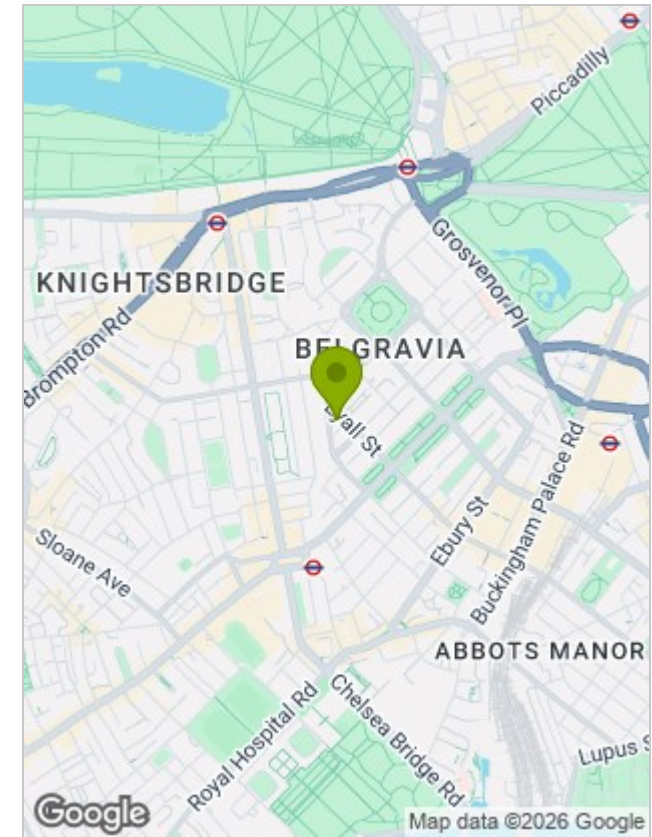 Piccadilly
Grosvenor Pl
KNIGHTSBRIDGE
Brompton Rd
BELGRAVIA
Lyall St
Sloane Ave
Ebury St
Buckingham Palace Rd
ABBOTS MANOR
Royal Hospital Rd
Chelsea Bridge Rd
Lupus S
Google
Map data ©2026 Google